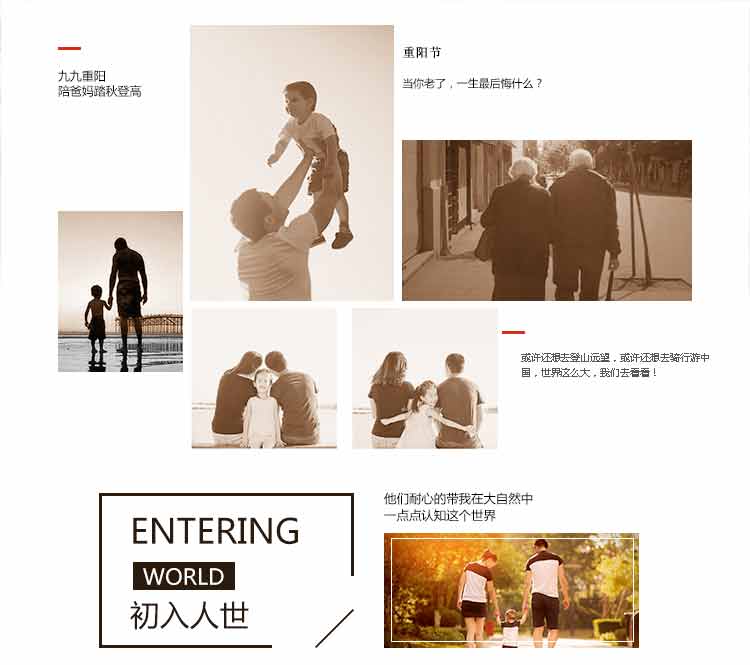 九九重阳
陪爸妈踏秋登高
重阳节
当你老了，一生最后悔什么？
或许还想去登山远望，或许还想去骑行游中
国，世界这么大，我们去看看！
ENTERING
WORLD
初入人世
他们耐心的带我在大自然中
一点点认知这个世界